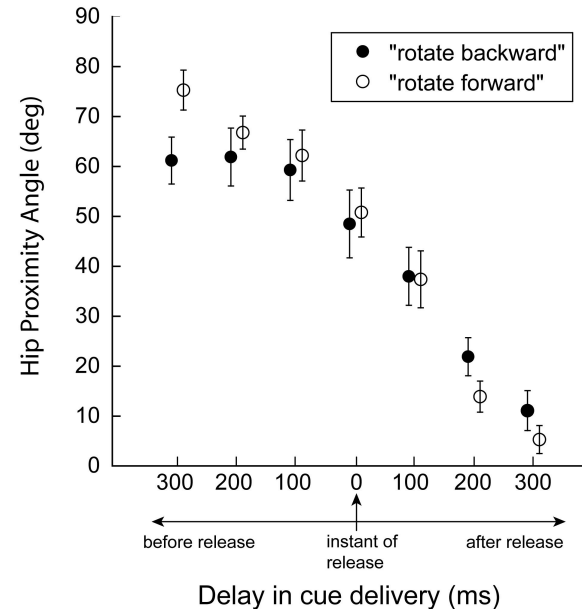 90
80
70
60
50
40
30
20
10
0
Hip Proximity Angle (deg)
"rotate backward"
"rotate forward"
300 200 100 0 100 200 300
before release instant of release after release
Delay in cue delivery (ms)